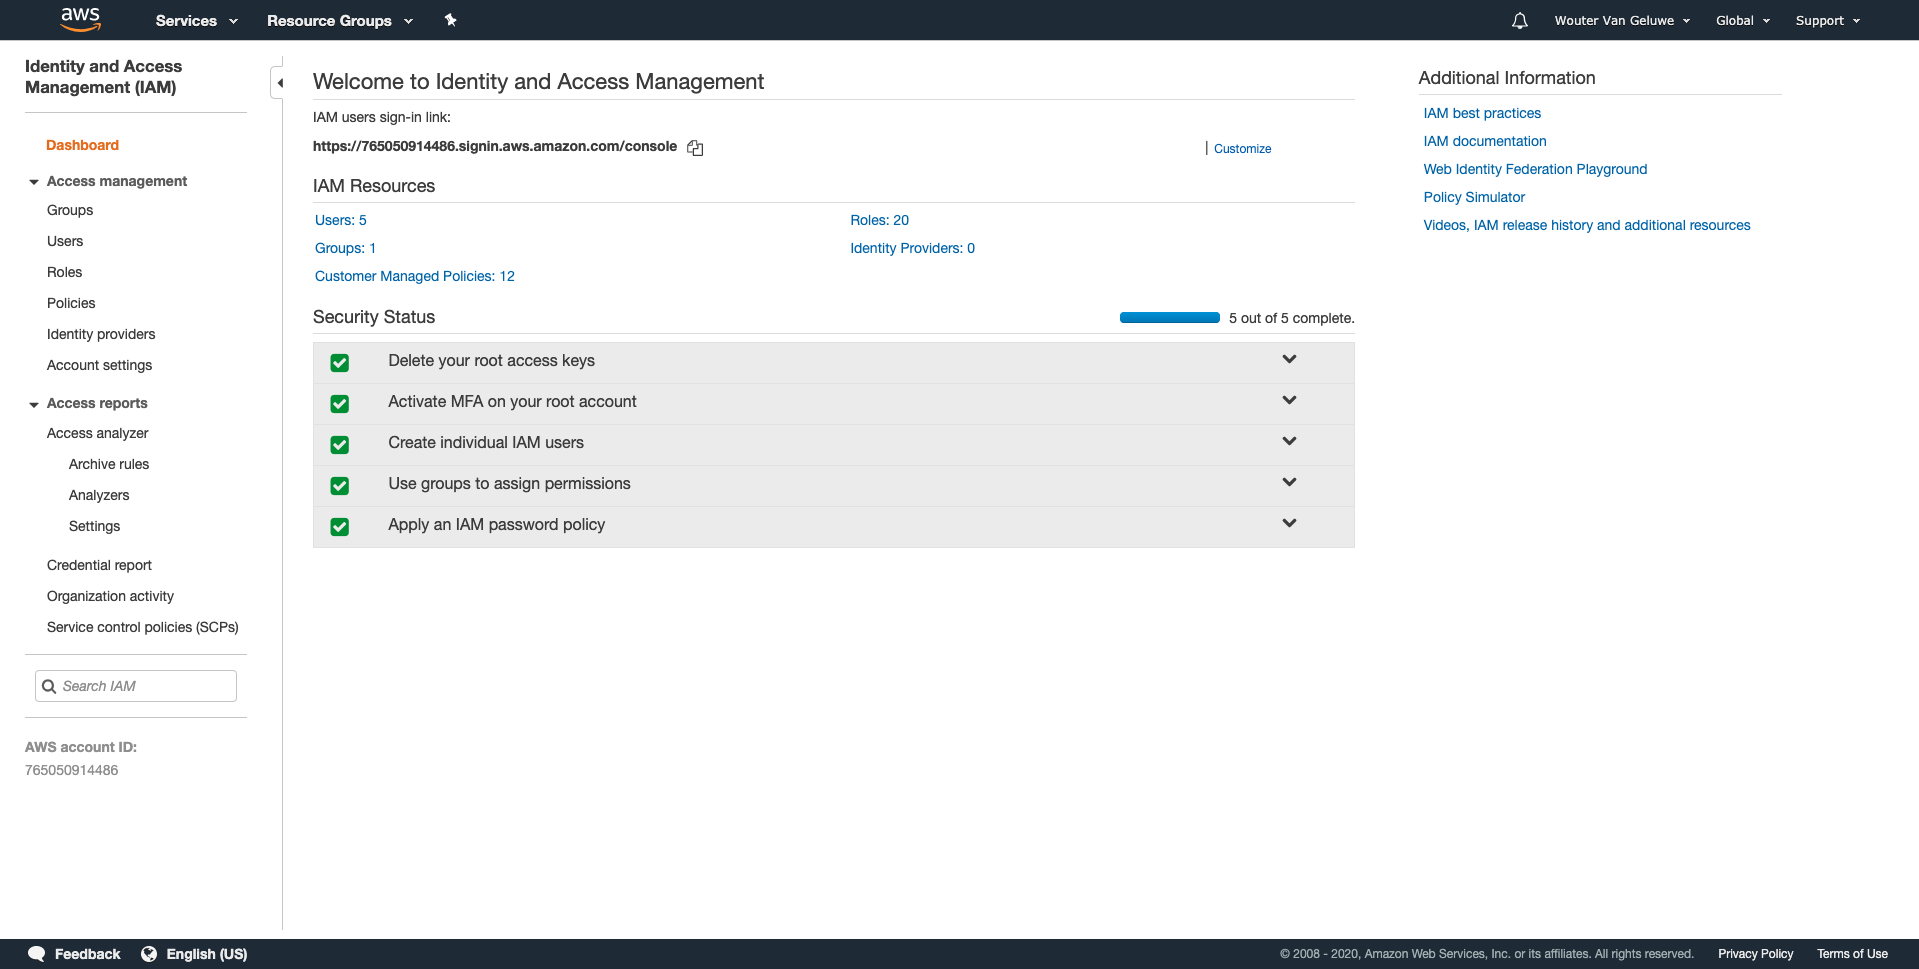 aws
Services
Resource Groups
Wouter Van Geluwe
Global
Support
Identity and Access
Management (IAM)
Dashboard
Access management
Groups
Users
Roles
Policies
Identity providers
Account settings
Access reports
Access analyzer
Archive rules
Analyzers
Settings
Credential report
Organization activity
Service control policies (SCPs)
Search IAM
AWS account ID:
765050914486
Welcome to Identity and Access Management
IAM users sign-in link:
https://765050914486.signin.aws.amazon.com/console
| Customize
IAM Resources
Users: 5
Roles: 20
Groups: 1
Identity Providers: 0
Customer Managed Policies: 12
Security Status
5 out of 5 complete.
Delete your root access keys
Activate MFA on your root account
Create individual IAM users
Use groups to assign permissions
Apply an IAM password policy
Additional Information
IAM best practices
IAM documentation
Web Identity Federation Playground
Policy Simulator
Videos, IAM release history and additional resources
Feedback
English (US)
© 2008 - 2020, Amazon Web Services, Inc. or its affiliates. All rights reserved.
Privacy Policy
Terms of Use